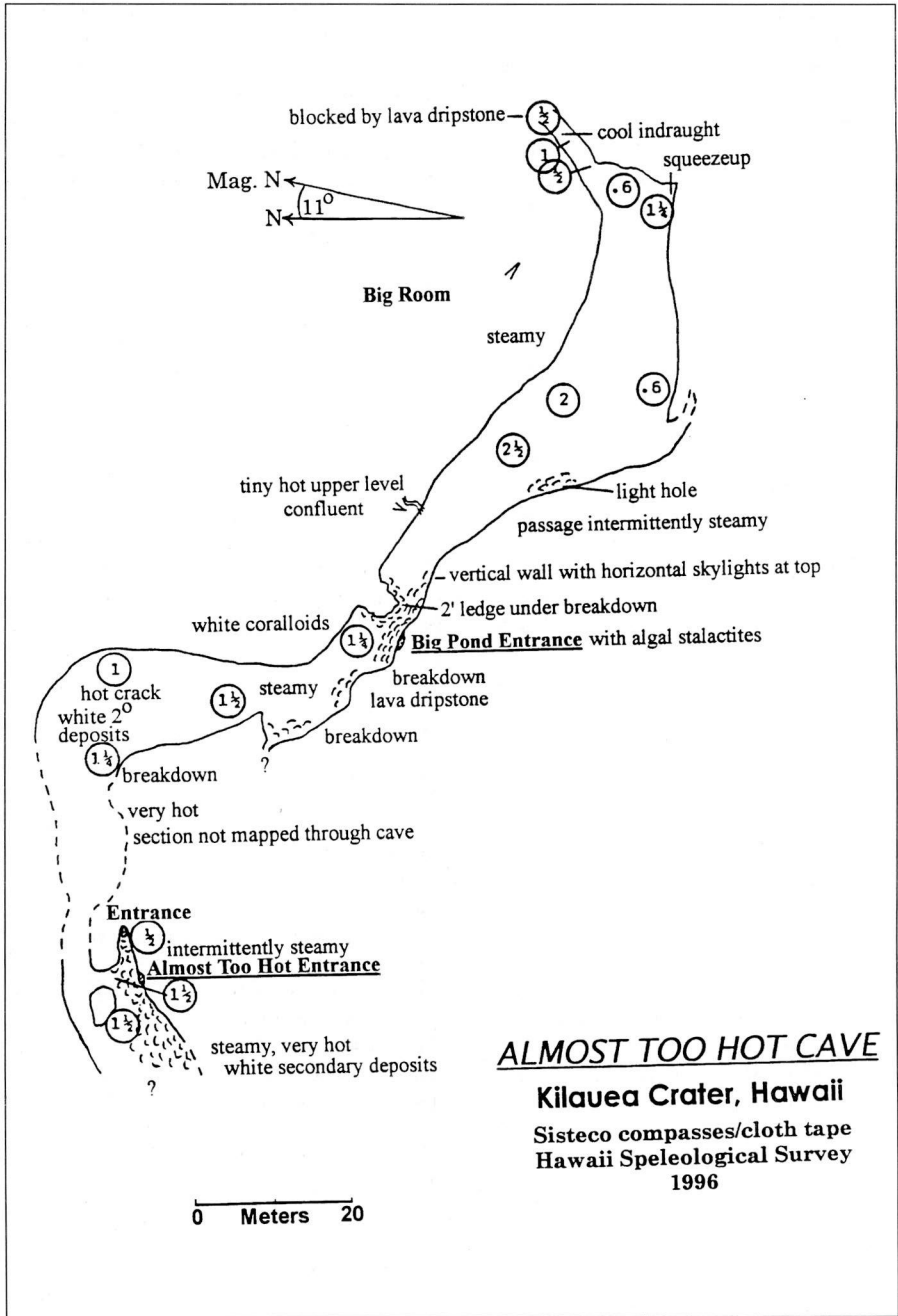 blocked by lava dripstone
½
cool indraught
1
squeezeup
½
.6
Mag. N
11°
N
1¼
Big Room
steamy
2
.6
2½
tiny hot upper level
confluent
light hole
passage intermittently steamy
vertical wall with horizontal skylights at top
2' ledge under breakdown
white coralloids
1¼
Big Pond Entrance with algal stalactites
1
hot crack
steamy
breakdown
lava dripstone
1½
white 2°
deposits
breakdown
?
1¼
breakdown
very hot
section not mapped through cave
Entrance
½
intermittently steamy
Almost Too Hot Entrance
1½
1½
steamy, very hot
white secondary deposits
?
ALMOST TOO HOT CAVE
Kilauea Crater, Hawaii
Sisteco compasses/cloth tape
Hawaii Speleological Survey
1996
0 Meters 20